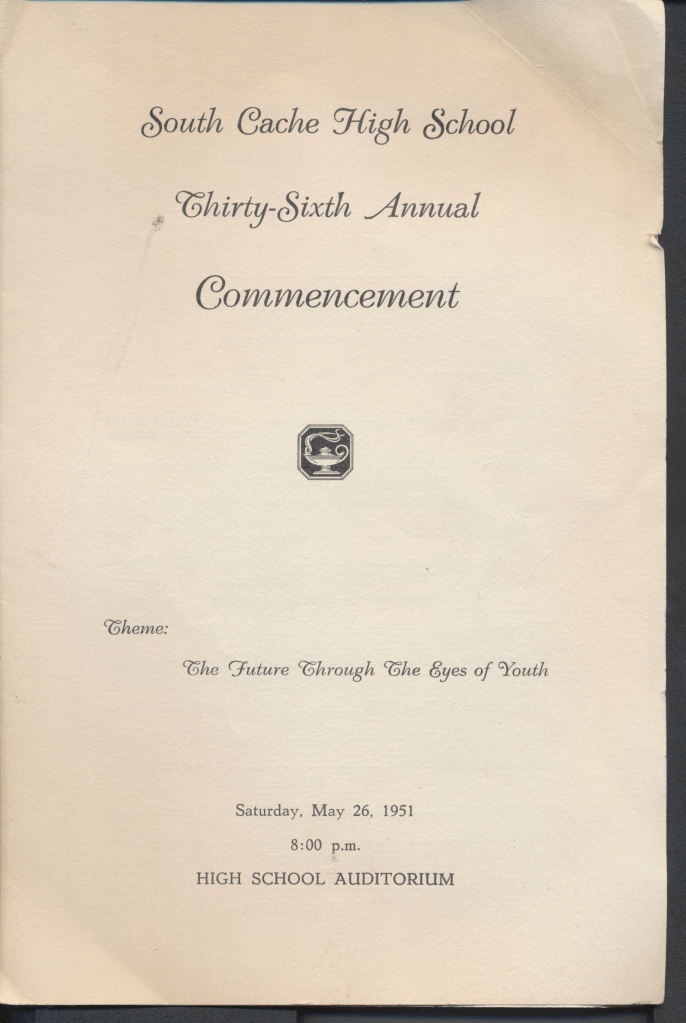 South Cache High School
Thirty-Sixth Annual
Commencement
Theme:
The Future Through The Eyes of Youth
Saturday, May 26, 1951
8:00 p.m.
HIGH SCHOOL AUDITORIUM